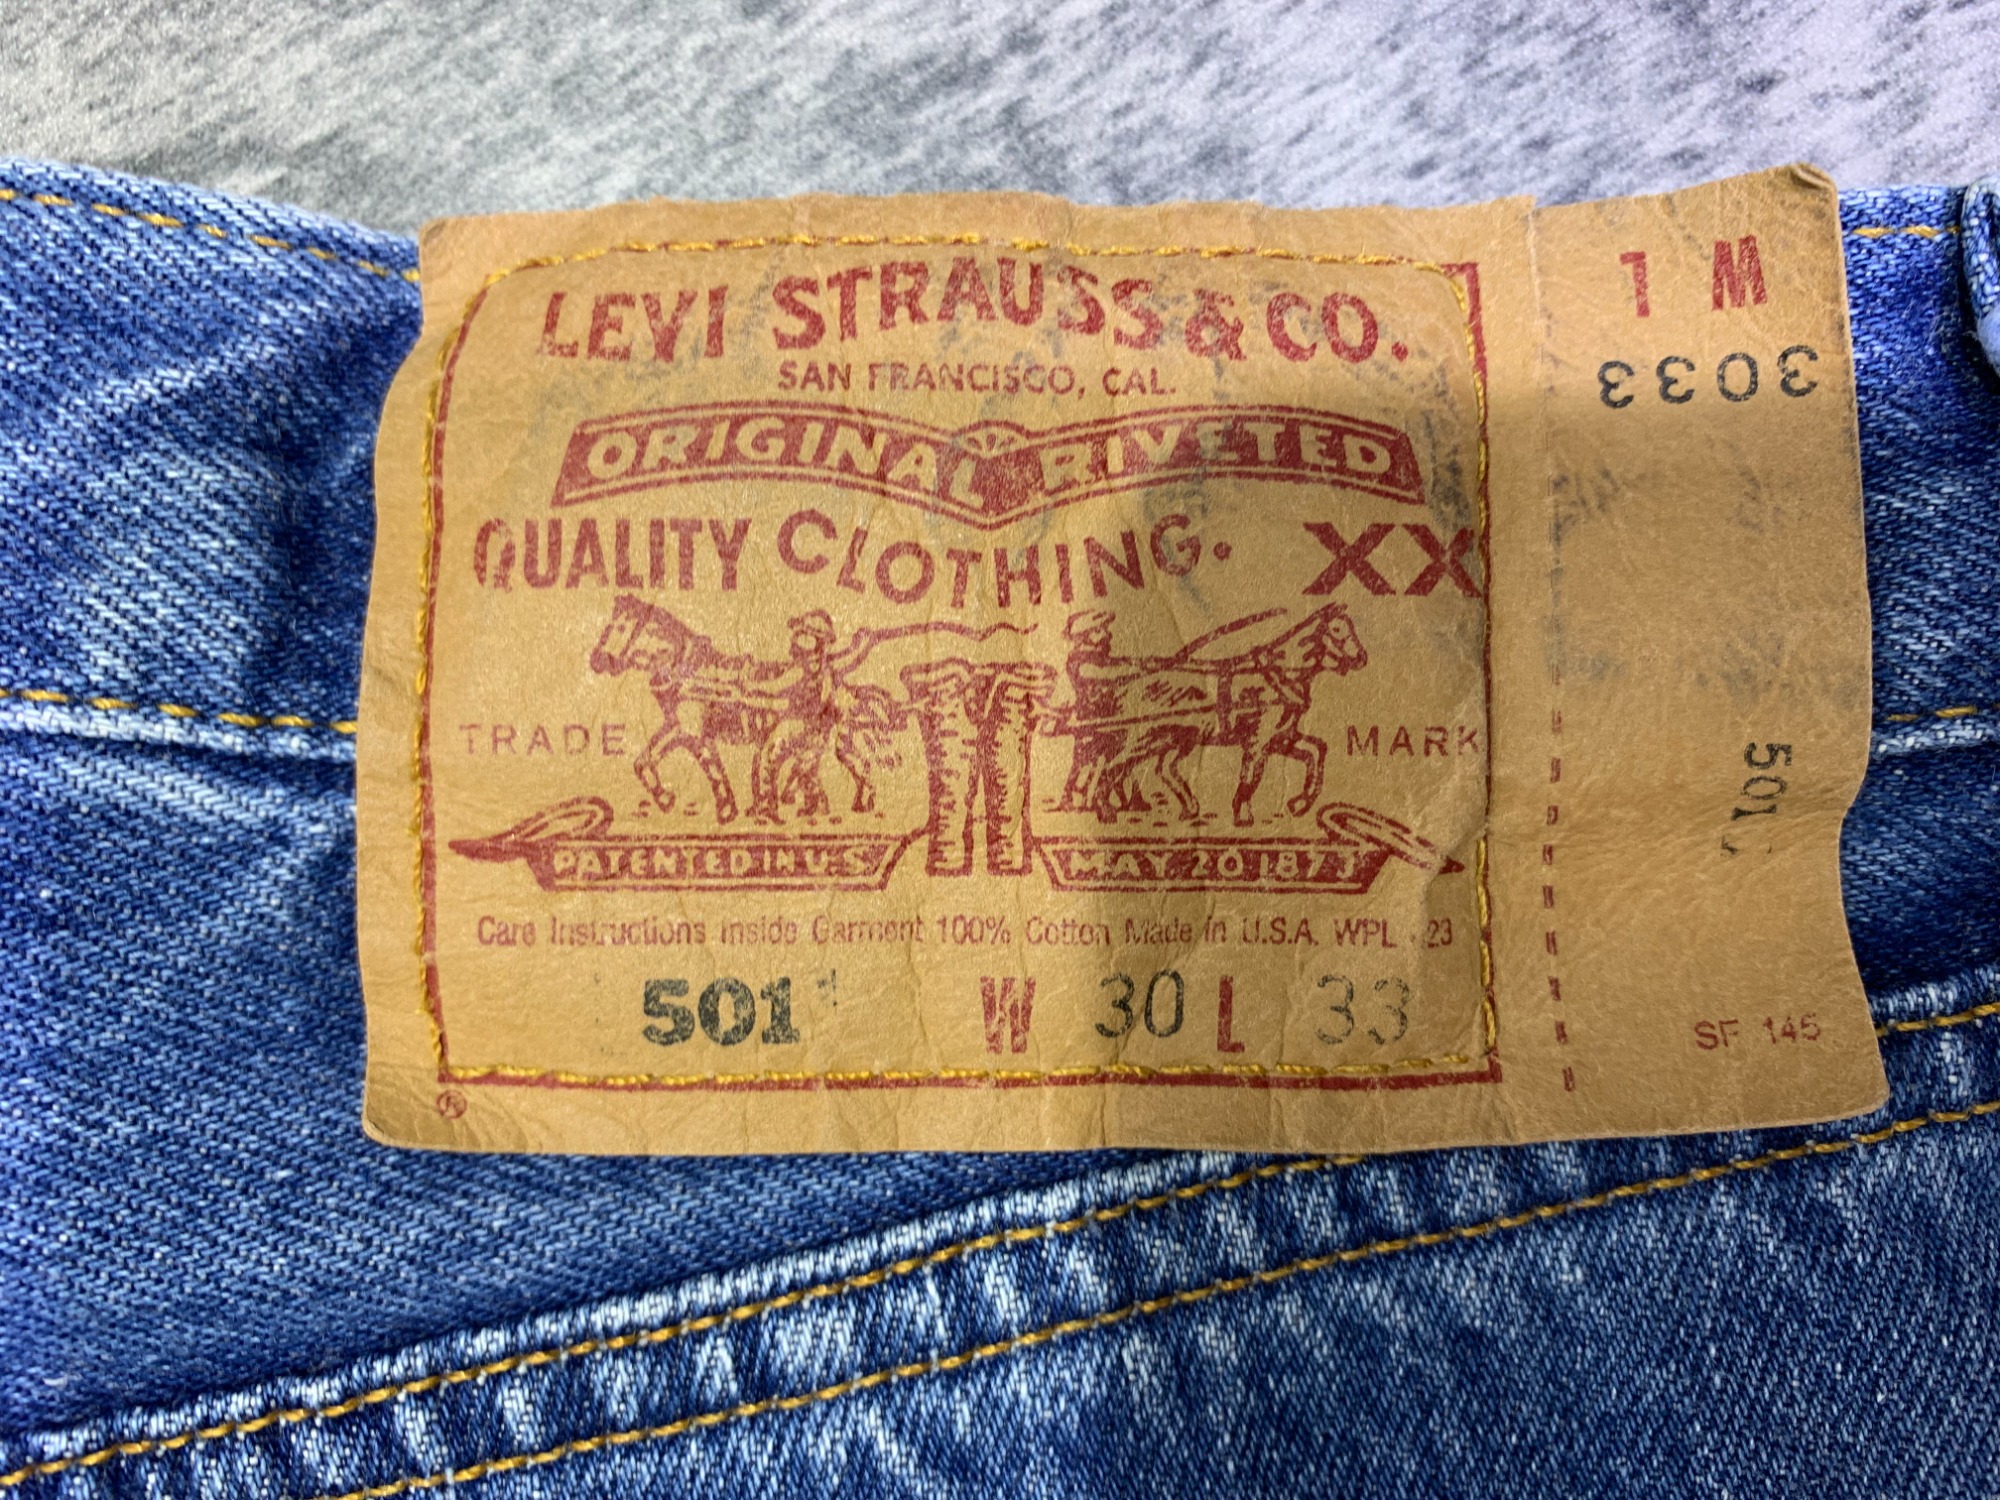 LEVI STRAUSS & CO.
SAN FRANCISCO, CAL.
ORIGINAL RIVETED
QUALITY CLOTHING. XX
TRADE MARK
PATENTED IN U.S. MAY 20 1873
Care Instructions Inside Garment 100% Cotton Made in U.S.A. WPL 423
501 W 30 L 33
®
1 M
3033
501
SF 145